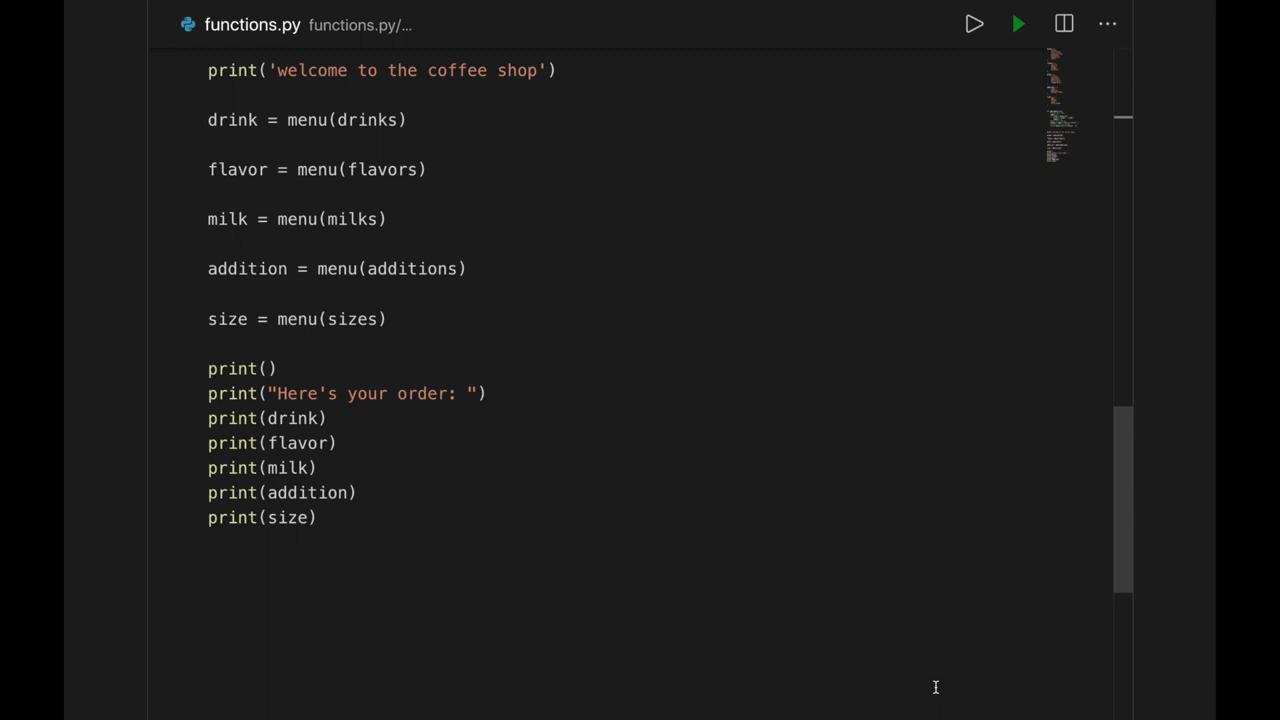 functions.py functions.py/...
print('welcome to the coffee shop')
drink = menu(drinks)
flavor = menu(flavors)
milk = menu(milks)
addition = menu(additions)
size = menu(sizes)
print()
print("Here's your order: ")
print(drink)
print(flavor)
print(milk)
print(addition)
print(size)